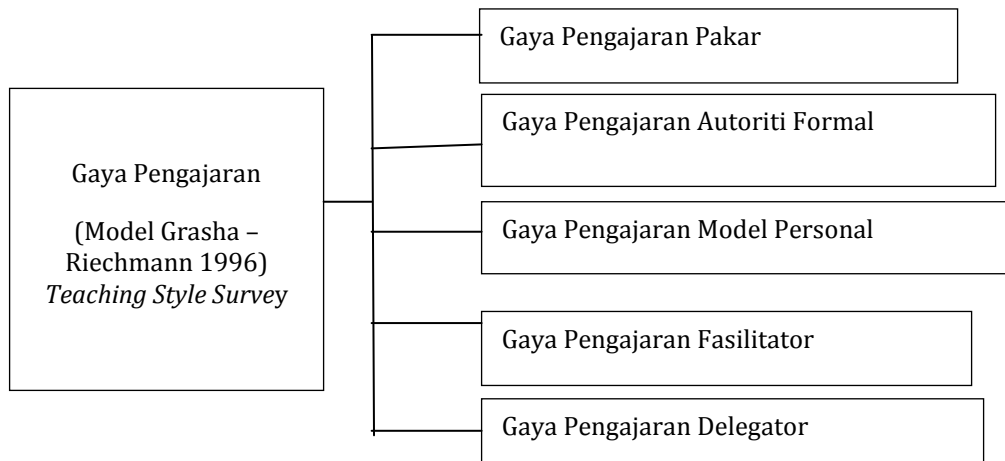 Gaya Pengajaran Pakar
Gaya Pengajaran Autoriti Formal
Gaya Pengajaran
(Model Grasha –
Riechmann 1996)
Teaching Style Survey
Gaya Pengajaran Model Personal
Gaya Pengajaran Fasilitator
Gaya Pengajaran Delegator